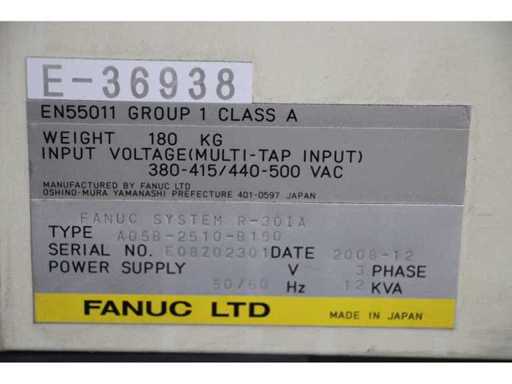 E-36938
EN55011 GROUP 1 CLASS A
WEIGHT 180 KG
INPUT VOLTAGE(MULTI-TAP INPUT)
380-415/440-500 VAC
MANUFACTURED BY FANUC LTD
OSHINO-MURA YAMANASHI PREFECTURE 401-0597 JAPAN
FANUC SYSTEM R-30IA
TYPE A05B-2510-B150
SERIAL NO. E08Z02301 DATE 2008-12
POWER SUPPLY V 3 PHASE
50/60 Hz 12 KVA
FANUC LTD MADE IN JAPAN